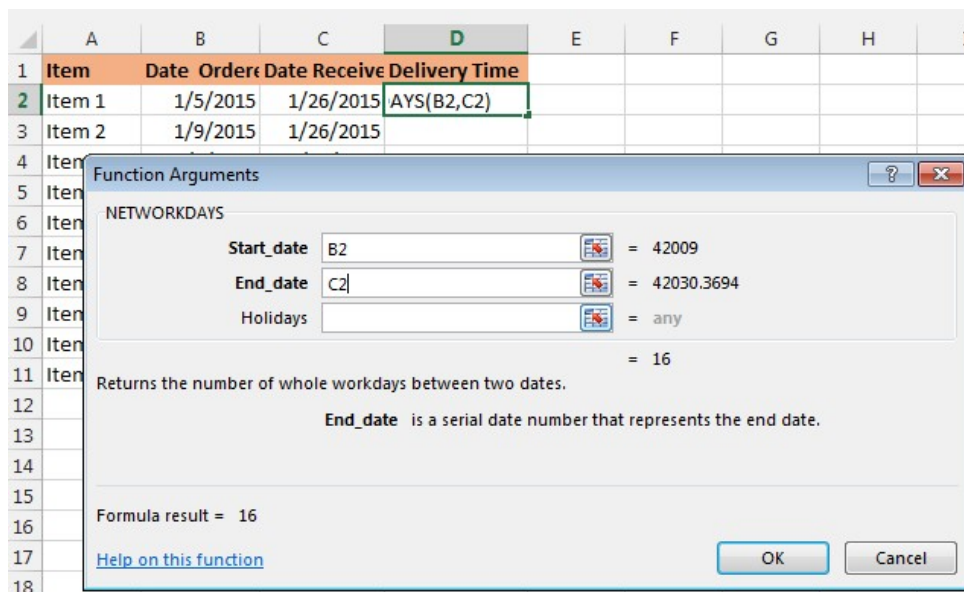 A B C D E F G H
1 Item Date Ordere Date Receive Delivery Time
2 Item 1 1/5/2015 1/26/2015 AYS(B2,C2)
3 Item 2 1/9/2015 1/26/2015
4 Item
Function Arguments
5
NETWORKDAYS
6
7 Start_date B2 = 42009
8 End_date C2 = 42030.3694
9 Holidays = any
10 = 16
11
Returns the number of whole workdays between two dates.
12
End_date is a serial date number that represents the end date.
13
14
15
16 Formula result = 16
17 Help on this function OK Cancel
18